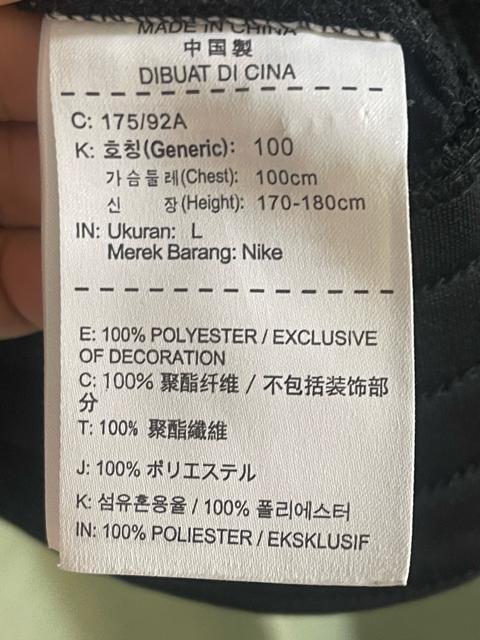 MADE IN CHINA
中国製
DIBUAT DI CINA
C: 175/92A
K: 호칭(Generic): 100
가슴둘레(Chest): 100cm
신 장(Height): 170-180cm
IN: Ukuran: L
Merek Barang: Nike
E: 100% POLYESTER / EXCLUSIVE
OF DECORATION
C: 100% 聚酯纤维 / 不包括装饰部
分
T: 100% 聚酯纖維
J: 100% ポリエステル
K: 섬유혼용율 / 100% 폴리에스터
IN: 100% POLIESTER / EKSKLUSIF